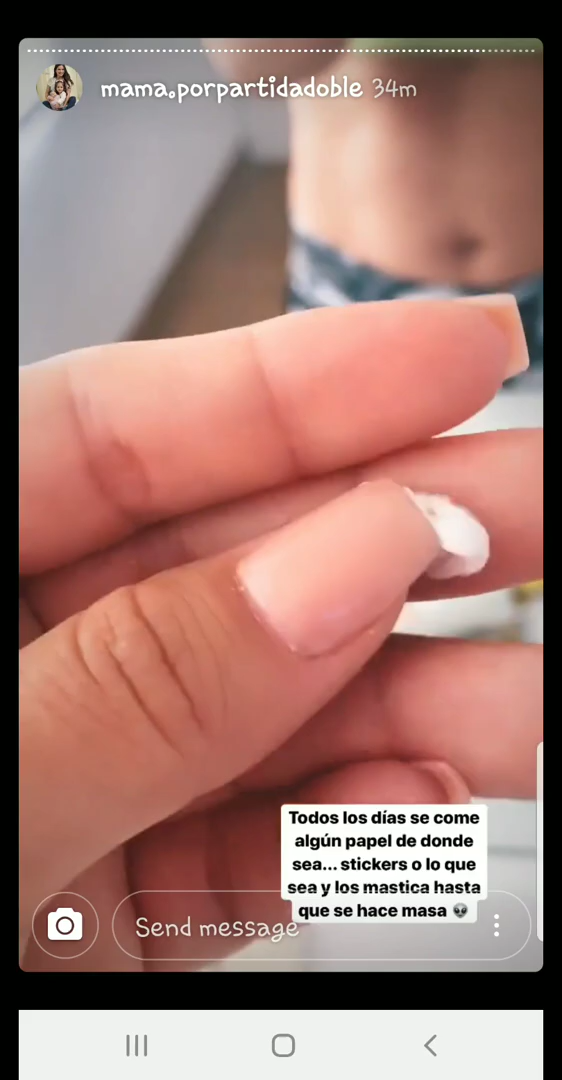 mama.porpartidadoble 34m
Todos los días se come
algún papel de donde
sea... stickers o lo que
sea y los mastica hasta
que se hace masa 👽
Send message